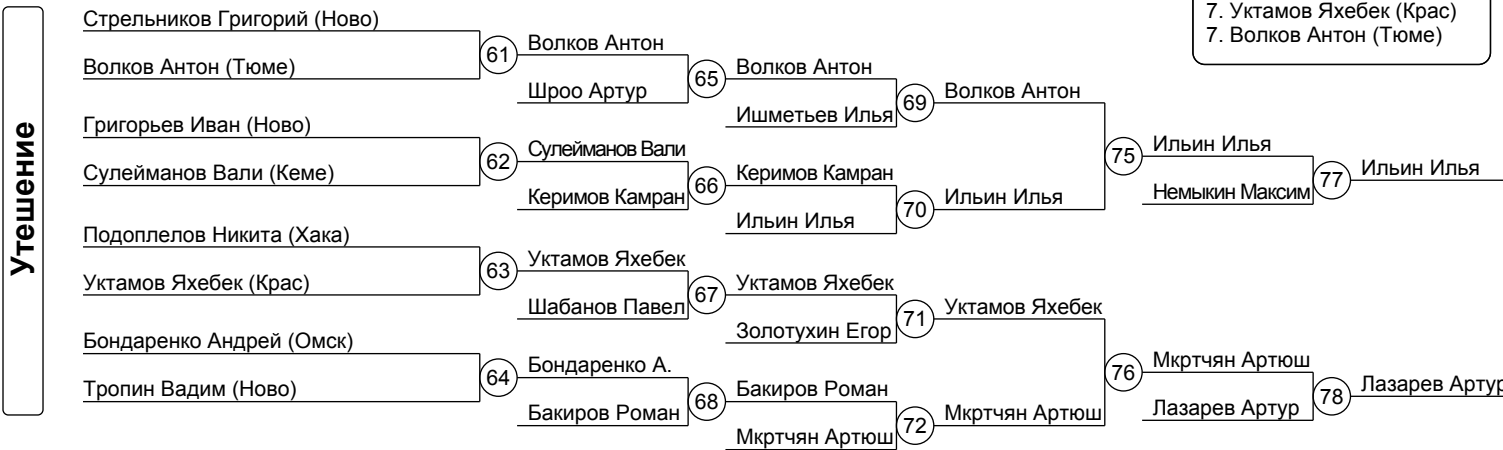 7. Уктамов Яхебек (Крас)
7. Волков Антон (Тюме)
Утешение
Стрельников Григорий (Ново)
Волков Антон (Тюме)
61
Григорьев Иван (Ново)
Сулейманов Вали (Кеме)
62
Подоплелов Никита (Хака)
Уктамов Яхебек (Крас)
63
Бондаренко Андрей (Омск)
Тропин Вадим (Ново)
64
Волков Антон
Шроо Артур
65
Сулейманов Вали
Керимов Камран
66
Уктамов Яхебек
Шабанов Павел
67
Бондаренко А.
Бакиров Роман
68
Волков Антон
Ишметьев Илья
69
Керимов Камран
Ильин Илья
70
Уктамов Яхебек
Золотухин Егор
71
Бакиров Роман
Мкртчян Артюш
72
Волков Антон
Ильин Илья
75
Уктамов Яхебек
Мкртчян Артюш
76
Ильин Илья
Немыкин Максим
77
Мкртчян Артюш
Лазарев Артур
78
Ильин Илья
Лазарев Артур